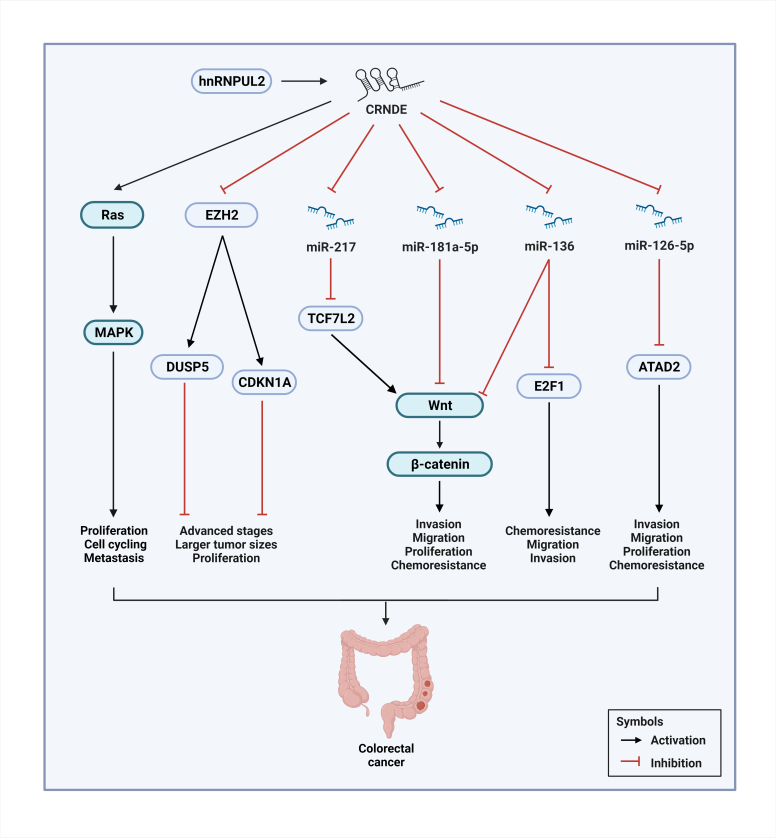 hnRNPUL2
CRNDE
Ras
EZH2
miR-217
miR-181a-5p
miR-136
miR-126-5p
TCF7L2
MAPK
DUSP5
CDKN1A
Wnt
E2F1
ATAD2
β-catenin
Proliferation
Cell cycling
Metastasis
Advanced stages
Larger tumor sizes
Proliferation
Invasion
Migration
Proliferation
Chemoresistance
Chemoresistance
Migration
Invasion
Invasion
Migration
Proliferation
Chemoresistance
Colorectal
cancer
Symbols
Activation
Inhibition